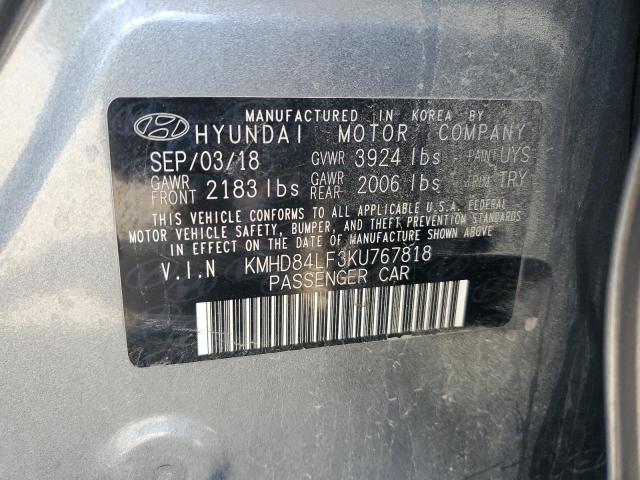 MANUFACTURED IN KOREA BY
HYUNDAI MOTOR COMPANY
SEP/03/18 GVWR 3924 lbs PAINT UYS
GAWR FRONT 2183 lbs GAWR REAR 2006 lbs TRIM TRY
THIS VEHICLE CONFORMS TO ALL APPLICABLE U.S.A. FEDERAL
MOTOR VEHICLE SAFETY, BUMPER, AND THEFT PREVENTION STANDARDS
IN EFFECT ON THE DATE OF MANUFACTURE SHOWN ABOVE
V.I.N KMHD84LF3KU767818
PASSENGER CAR